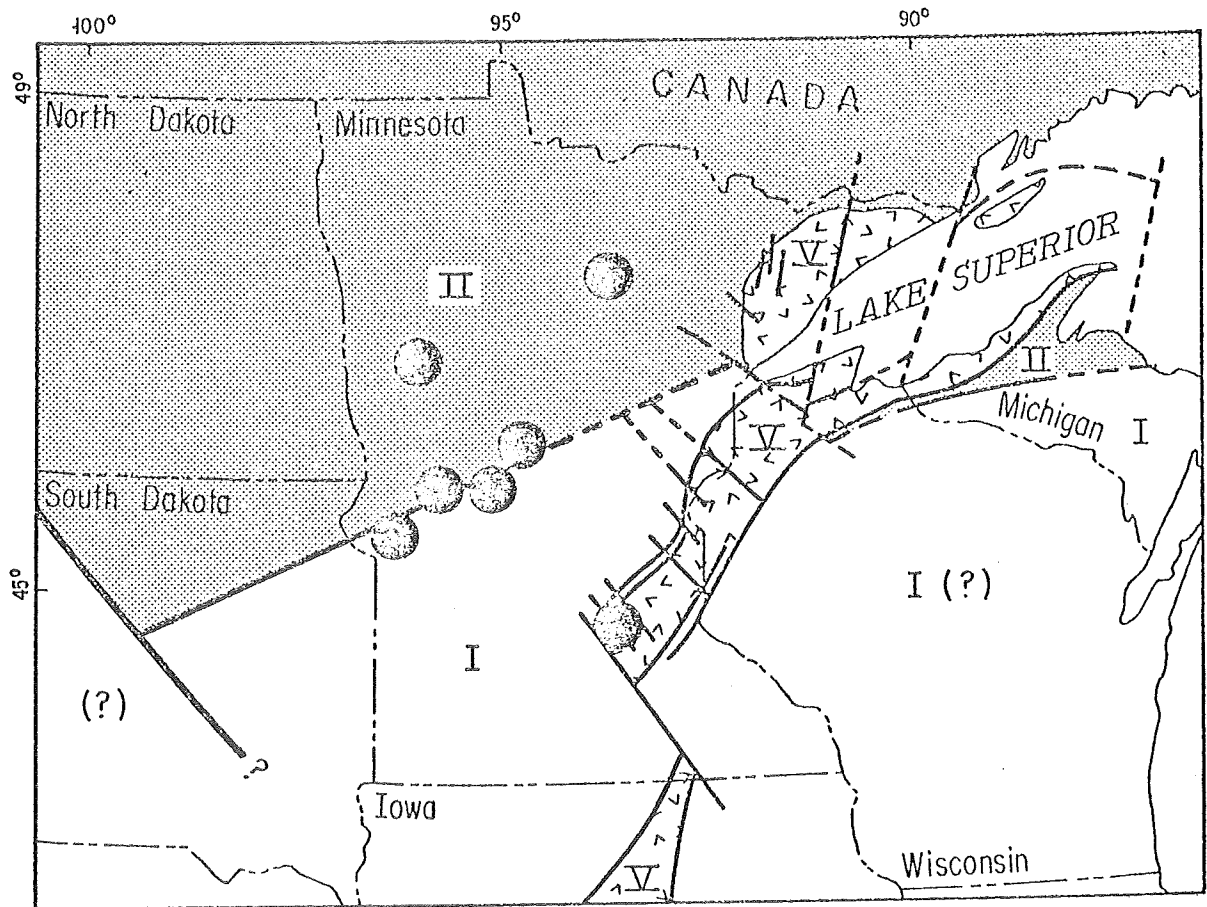 100°
95°
90°
49°
CANADA
North Dakota
Minnesota
V
II
LAKE SUPERIOR
II
Michigan
I
V
South Dakota
45°
I (?)
I
(?)
?
Iowa
V
Wisconsin